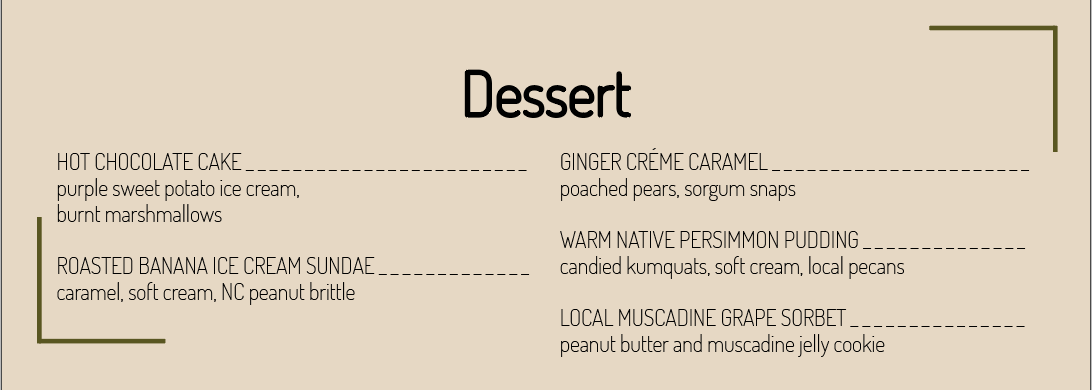 Dessert
HOT CHOCOLATE CAKE ________________________
purple sweet potato ice cream,
burnt marshmallows
ROASTED BANANA ICE CREAM SUNDAE _____________
caramel, soft cream, NC peanut brittle
GINGER CRÉME CARAMEL ______________________
poached pears, sorgum snaps
WARM NATIVE PERSIMMON PUDDING ______________
candied kumquats, soft cream, local pecans
LOCAL MUSCADINE GRAPE SORBET _______________
peanut butter and muscadine jelly cookie